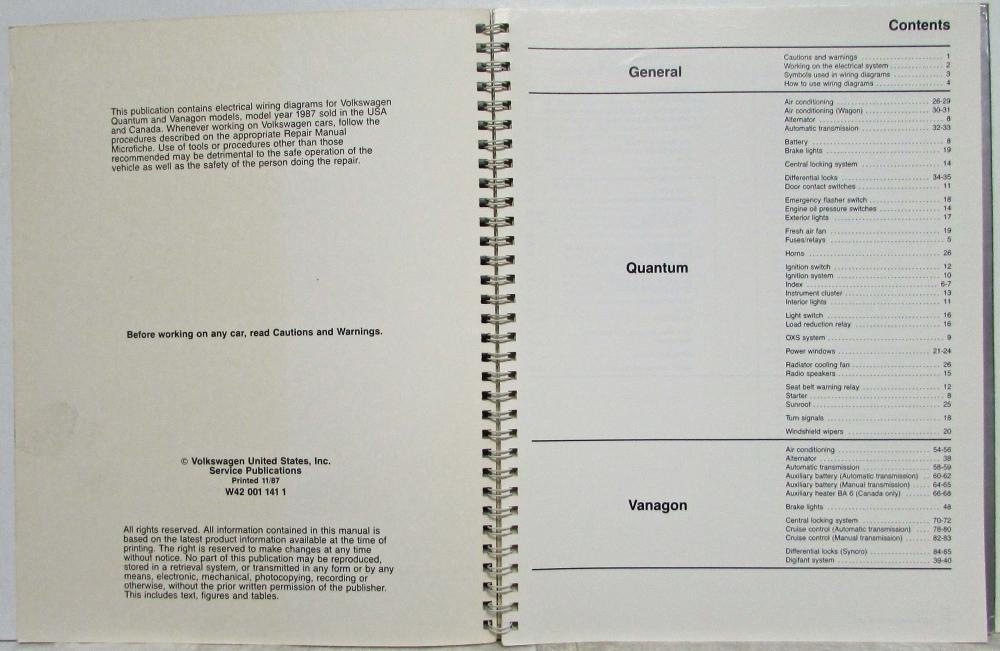 This publication contains electrical wiring diagrams for Volkswagen
Quantum and Vanagon models, model year 1987 sold in the USA
and Canada. Whenever working on Volkswagen cars, follow the
procedures described on the appropriate Repair Manual
Microfiche. Use of tools or procedures other than those
recommended may be detrimental to the safe operation of the
vehicle as well as the safety of the person doing the repair.
Before working on any car, read Cautions and Warnings.
© Volkswagen United States, Inc.
Service Publications
Printed 11/87
W42 001 141 1
All rights reserved. All information contained in this manual is
based on the latest product information available at the time of
printing. The right is reserved to make changes at any time
without notice. No part of this publication may be reproduced,
stored in a retrieval system, or transmitted in any form or by any
means, electronic, mechanical, photocopying, recording or
otherwise, without the prior written permission of the publisher.
This includes text, figures and tables.
Contents
General
Cautions and warnings 1
Working on the electrical system 2
Symbols used in wiring diagrams 3
How to use wiring diagrams 4
Quantum
Air conditioning 26-29
Air conditioning (Wagon) 30-31
Alternator 8
Automatic transmission 32-33
Battery 8
Brake lights 19
Central locking system 14
Differential locks 34-35
Door contact switches 11
Emergency flasher switch 18
Engine oil pressure switches 14
Exterior lights 17
Fresh air fan 19
Fuses/relays 5
Horns 26
Ignition switch 12
Ignition system 10
Index 6-7
Instrument cluster 13
Interior lights 11
Light switch 16
Load reduction relay 16
OXS system 9
Power windows 21-24
Radiator cooling fan 26
Radio speakers 15
Seat belt warning relay 12
Starter 8
Sunroof 25
Turn signals 18
Windshield wipers 20
Vanagon
Air conditioning 54-56
Alternator 38
Automatic transmission 58-59
Auxiliary battery (Automatic transmission) 60-62
Auxiliary battery (Manual transmission) 64-65
Auxiliary heater BA 6 (Canada only) 66-68
Brake lights 48
Central locking system 70-72
Cruise control (Automatic transmission) 78-80
Cruise control (Manual transmission) 82-83
Differential locks (Syncro) 84-85
Digifant system 39-40